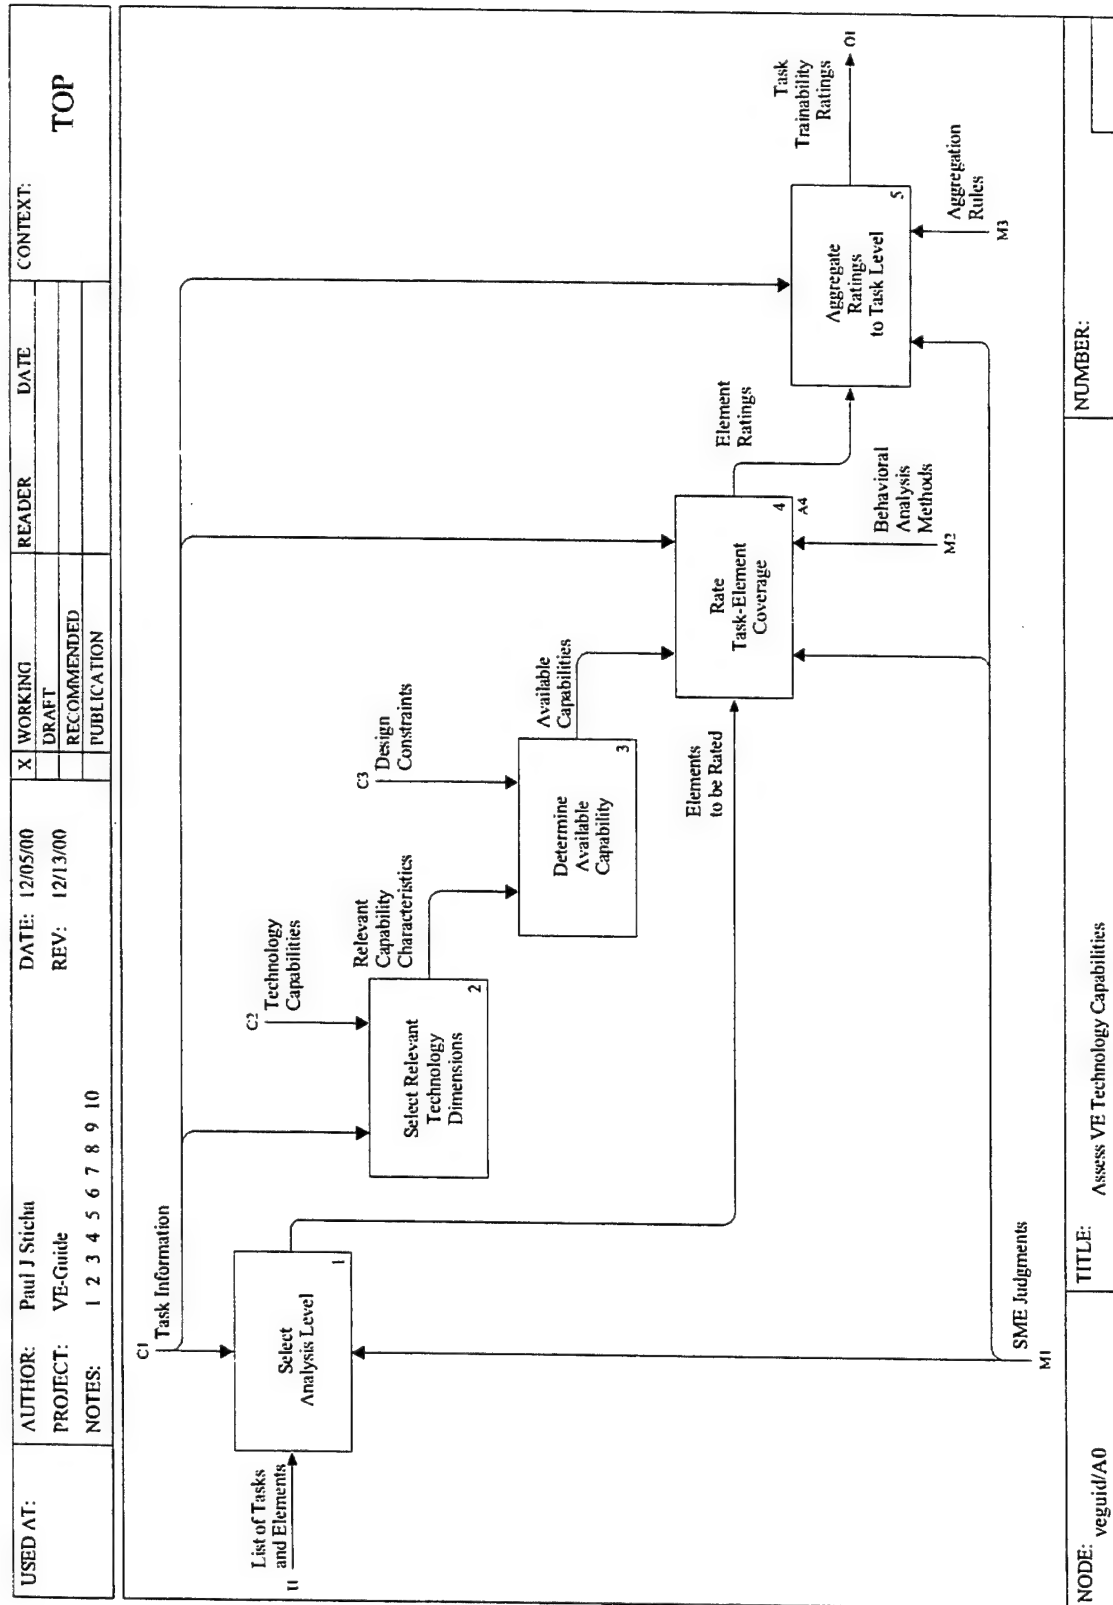 USED AT:
AUTHOR: Paul J Sticha
DATE: 12/05/00
PROJECT: VE-Guide
REV: 12/13/00
NOTES: 1 2 3 4 5 6 7 8 9 10
X WORKING
DRAFT
RECOMMENDED
PUBLICATION
READER DATE
CONTEXT:
TOP
C1
Task Information
List of Tasks
and Elements
I1
Select
Analysis Level
1
C2
Technology
Capabilities
Select Relevant
Technology
Dimensions
2
Relevant
Capability
Characteristics
C3
Design
Constraints
Determine
Available
Capability
3
Available
Capabilities
Elements
to be Rated
Rate
Task-Element
Coverage
4
A4
Element
Ratings
Behavioral
Analysis
Methods
M2
Aggregate
Ratings
to Task Level
5
Task
Trainability
Ratings
O1
Aggregation
Rules
M3
SME Judgments
M1
NODE: veguid/A0
TITLE: Assess VE Technology Capabilities
NUMBER: